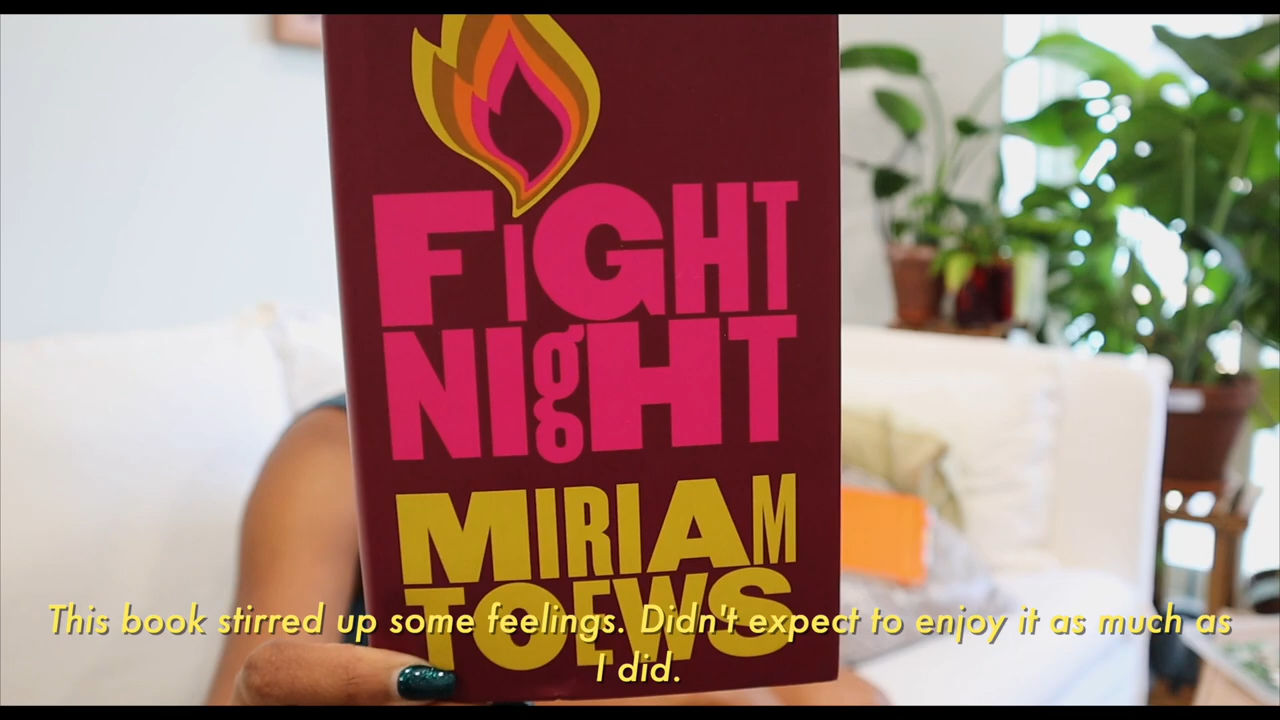 FIGHT
NIgHT
MIRIAM
TOEWS
This book stirred up some feelings. Didn't expect to enjoy it as much as
I did.